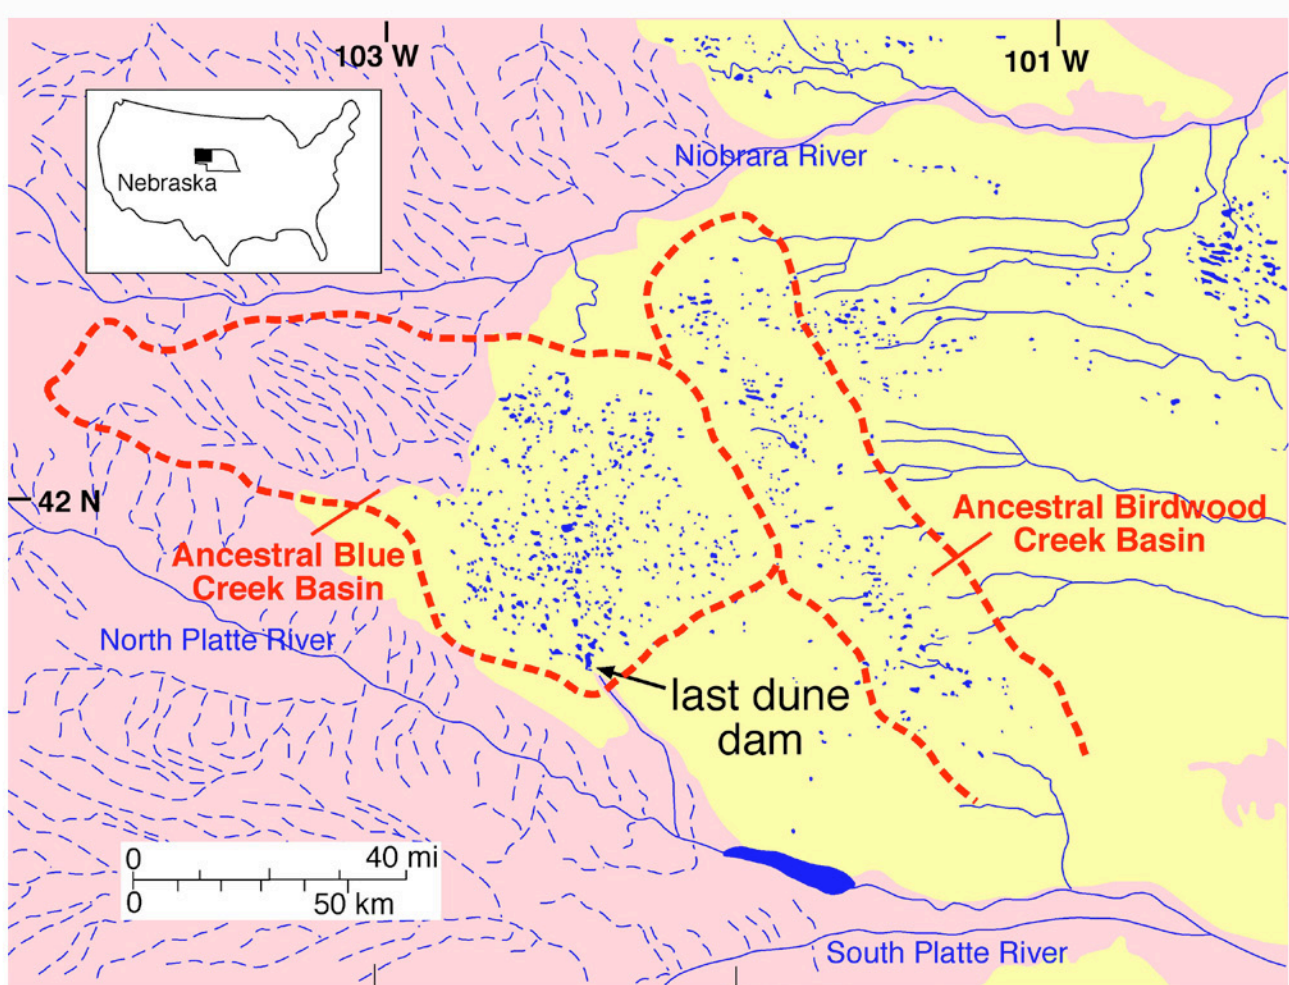 103 W
101 W
Niobrara River
Nebraska
42 N
Ancestral Birdwood
Creek Basin
Ancestral Blue
Creek Basin
North Platte River
last dune
dam
0
40 mi
0
50 km
South Platte River